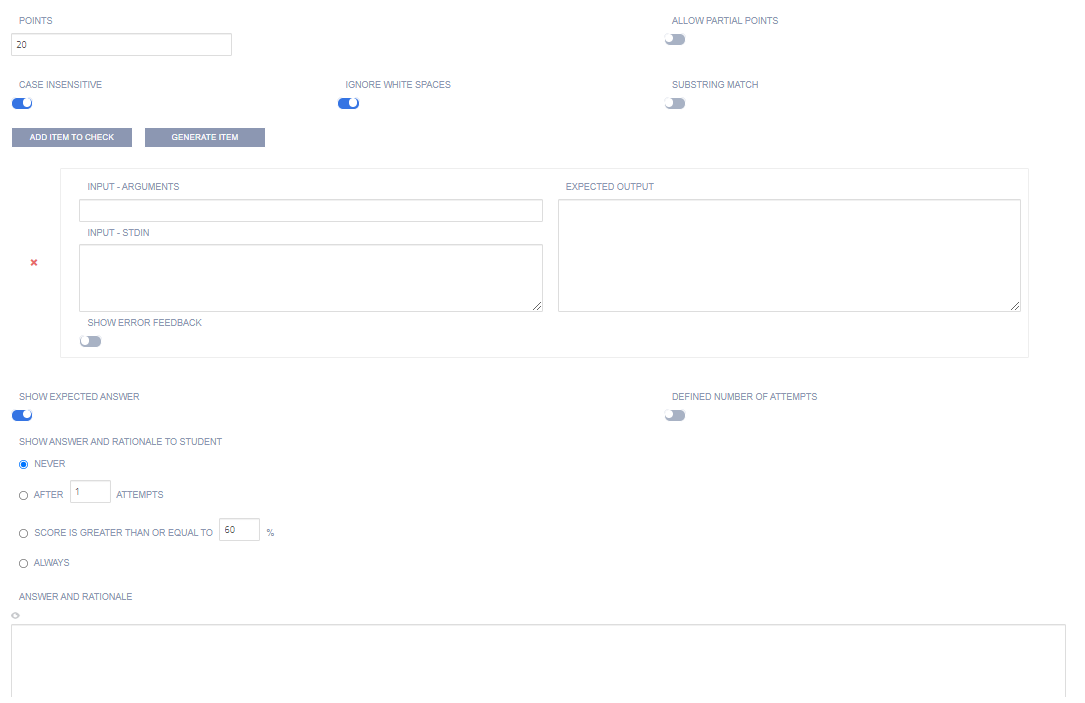 POINTS
ALLOW PARTIAL POINTS
20
CASE INSENSITIVE
IGNORE WHITE SPACES
SUBSTRING MATCH
ADD ITEM TO CHECK
GENERATE ITEM
INPUT - ARGUMENTS
EXPECTED OUTPUT
INPUT - STDIN
SHOW ERROR FEEDBACK
SHOW EXPECTED ANSWER
DEFINED NUMBER OF ATTEMPTS
SHOW ANSWER AND RATIONALE TO STUDENT
NEVER
AFTER 1 ATTEMPTS
SCORE IS GREATER THAN OR EQUAL TO 60 %
ALWAYS
ANSWER AND RATIONALE